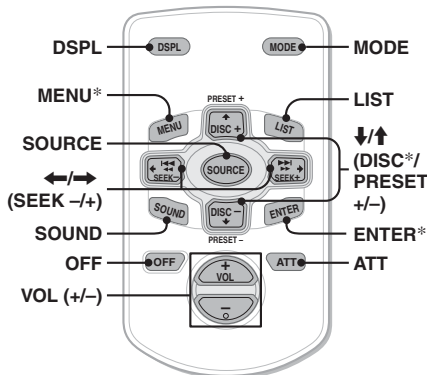 DSPL
DSPL
MODE
MODE
MENU*
PRESET +
LIST
MENU
DISC +
LIST
SOURCE
SOURCE
↓/↑
(DISC*/
PRESET
+/–)
←/→
(SEEK –/+)
SEEK–
SEEK+
SOUND
SOUND
DISC –
ENTER
ENTER*
PRESET –
OFF
OFF
ATT
ATT
VOL (+/–)
+
VOL
–